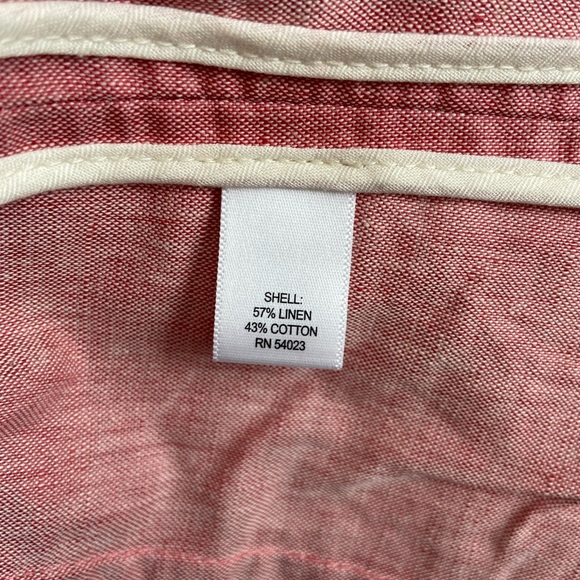 SHELL:
57% LINEN
43% COTTON
RN 54023